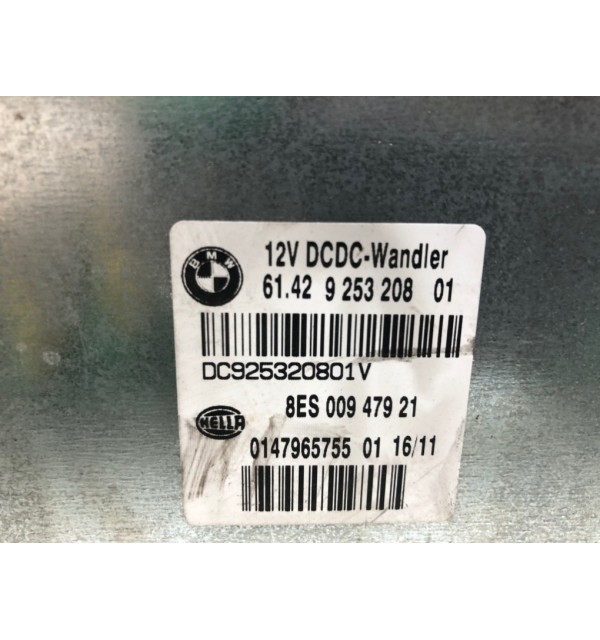 BMW
12V DCDC-Wandler
61.42 9 253 208 01
DC925320801V
8ES 009 479 21
HELLA
0147965755 01 16/11